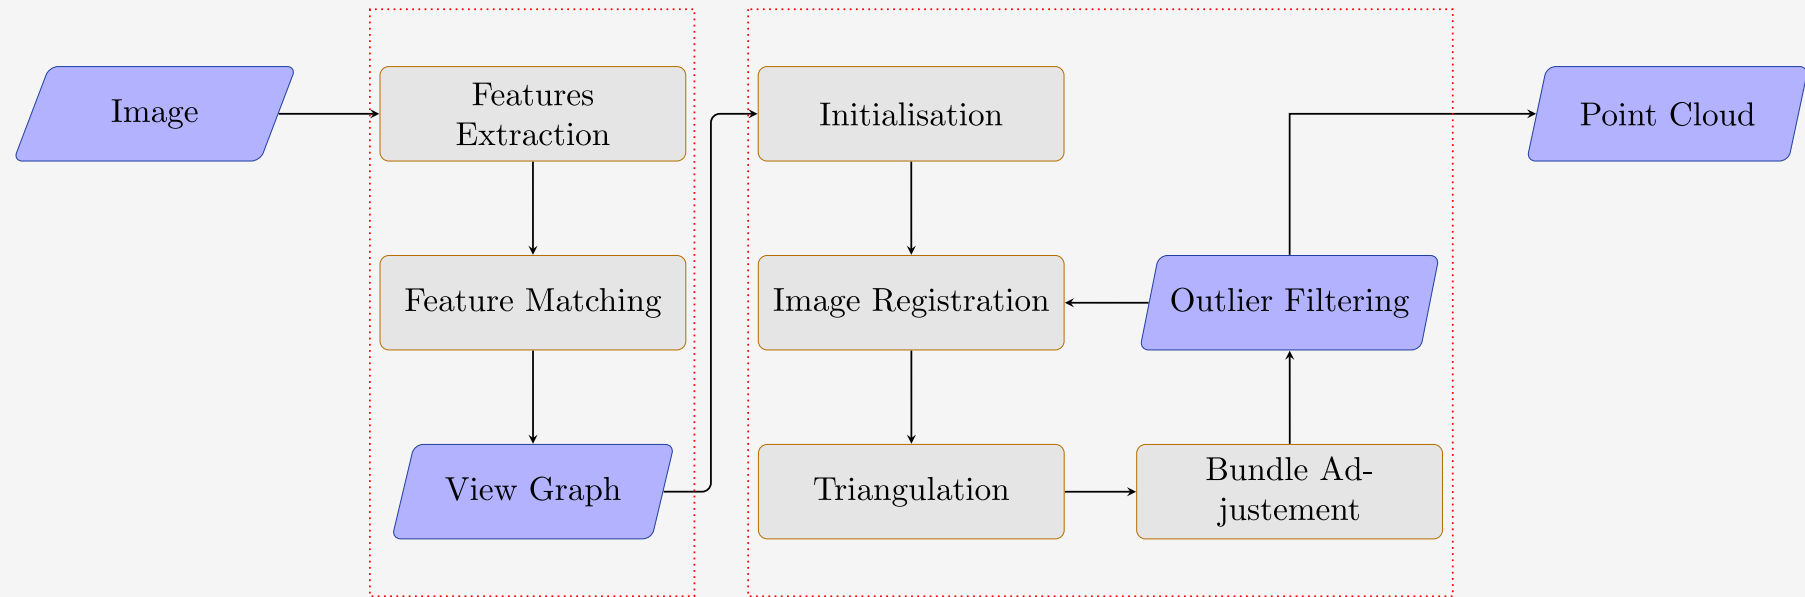 Image
Features
Extraction
Feature Matching
View Graph
Initialisation
Image Registration
Triangulation
Bundle Ad-
justement
Outlier Filtering
Point Cloud